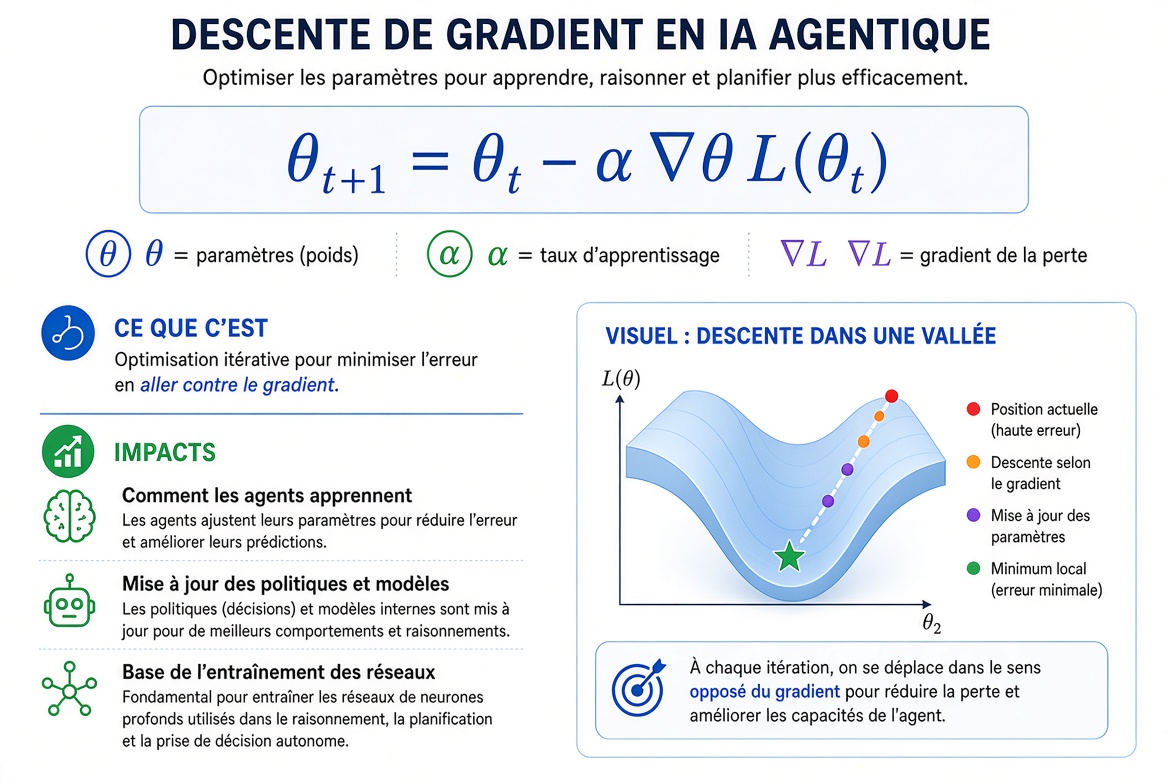 DESCENTE DE GRADIENT EN IA AGENTIQUE
Optimiser les paramètres pour apprendre, raisonner et planifier plus efficacement.
θ_{t+1} = θ_t − α ∇θ L(θ_t)
θ θ = paramètres (poids)
α α = taux d’apprentissage
∇L ∇L = gradient de la perte
CE QUE C’EST
Optimisation itérative pour minimiser l’erreur
en aller contre le gradient.
IMPACTS
Comment les agents apprennent
Les agents ajustent leurs paramètres pour réduire l’erreur
et améliorer leurs prédictions.
Mise à jour des politiques et modèles
Les politiques (décisions) et modèles internes sont mis à
jour pour de meilleurs comportements et raisonnements.
Base de l’entraînement des réseaux
Fondamental pour entraîner les réseaux de neurones
profonds utilisés dans le raisonnement, la planification
et la prise de décision autonome.
VISUEL : DESCENTE DANS UNE VALLÉE
L(θ)
θ_2
Position actuelle
(haute erreur)
Descente selon
le gradient
Mise à jour des
paramètres
Minimum local
(erreur minimale)
À chaque itération, on se déplace dans le sens
opposé du gradient pour réduire la perte et
améliorer les capacités de l’agent.